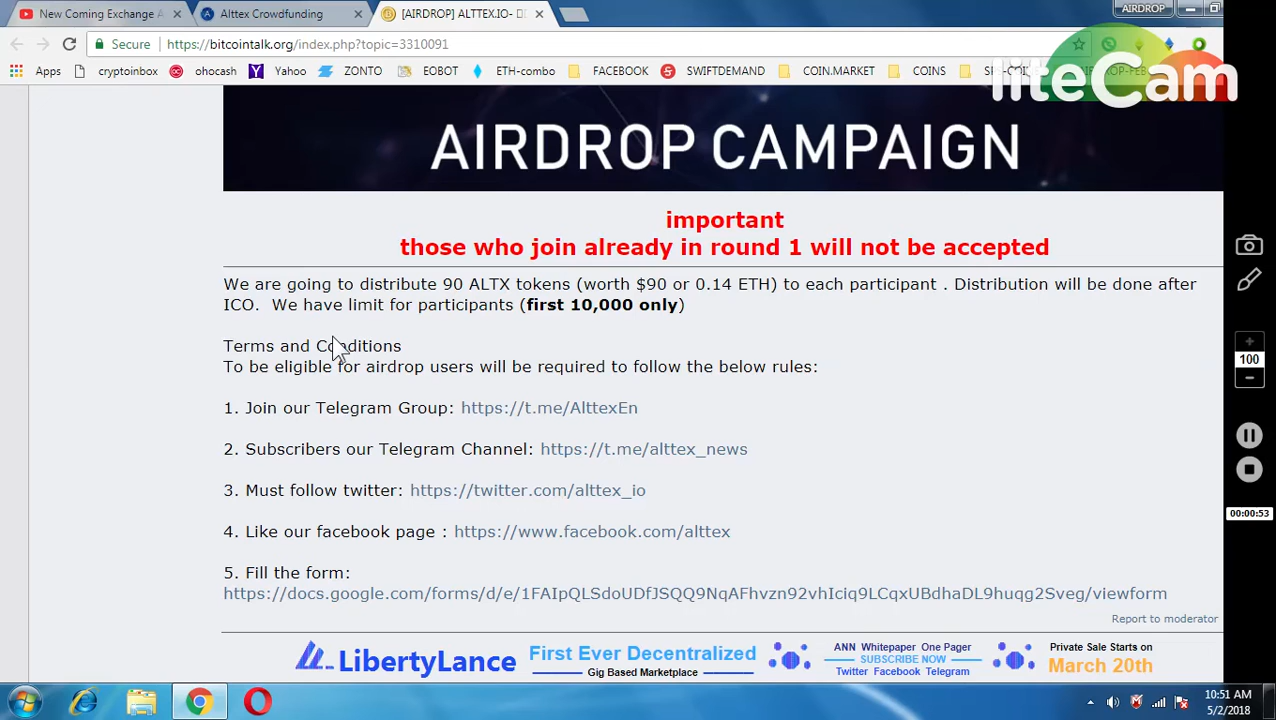 New Coming Exchange A
Alttex Crowdfunding
[AIRDROP] ALTTEX.IO-
AIRDROP
Secure
https://bitcointalk.org/index.php?topic=3310091
Apps
cryptoinbox
ohocash
Yahoo
ETH-combo
FACEBOOK
SWIFTDEMAND
COIN.MARKET
COINS
liteCam
AIRDROP CAMPAIGN
important
those who join already in round 1 will not be accepted
We are going to distribute 90 ALTX tokens (worth $90 or 0.14 ETH) to each participant . Distribution will be done after
ICO. We have limit for participants (first 10,000 only)
Terms and Conditions
To be eligible for airdrop users will be required to follow the below rules:
1. Join our Telegram Group: https://t.me/AlttexEn
2. Subscribers our Telegram Channel: https://t.me/alttex_news
3. Must follow twitter: https://twitter.com/alttex_io
4. Like our facebook page : https://www.facebook.com/alttex
5. Fill the form:
https://docs.google.com/forms/d/e/1FAIpQLSdoUDfJSQQ9NqAFhvzn92vhIciq9LCqxUBdhaDL9huqg2Sveg/viewform
Report to moderator
LibertyLance
First Ever Decentralized
Gig Based Marketplace
ANN Whitepaper One Pager
SUBSCRIBE NOW
Twitter Facebook Telegram
Private Sale Starts on
March 20th
100
00:00:53
10:51 AM
5/2/2018